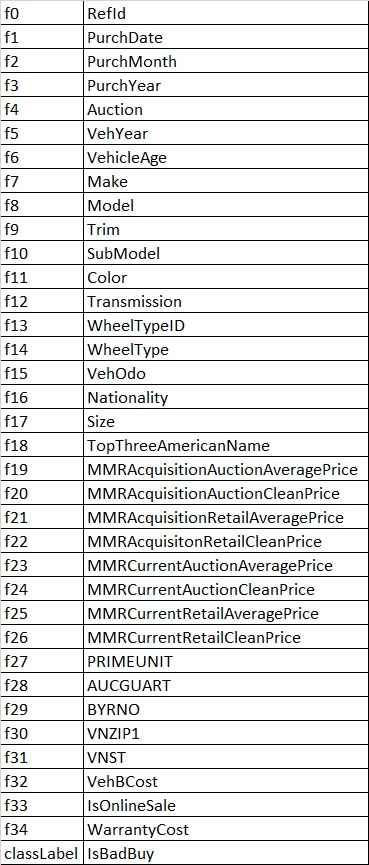 f0 RefId
f1 PurchDate
f2 PurchMonth
f3 PurchYear
f4 Auction
f5 VehYear
f6 VehicleAge
f7 Make
f8 Model
f9 Trim
f10 SubModel
f11 Color
f12 Transmission
f13 WheelTypeID
f14 WheelType
f15 VehOdo
f16 Nationality
f17 Size
f18 TopThreeAmericanName
f19 MMRAcquisitionAuctionAveragePrice
f20 MMRAcquisitionAuctionCleanPrice
f21 MMRAcquisitionRetailAveragePrice
f22 MMRAcquisitonRetailCleanPrice
f23 MMRCurrentAuctionAveragePrice
f24 MMRCurrentAuctionCleanPrice
f25 MMRCurrentRetailAveragePrice
f26 MMRCurrentRetailCleanPrice
f27 PRIMEUNIT
f28 AUCGUART
f29 BYRNO
f30 VNZIP1
f31 VNST
f32 VehBCost
f33 IsOnlineSale
f34 WarrantyCost
classLabel IsBadBuy